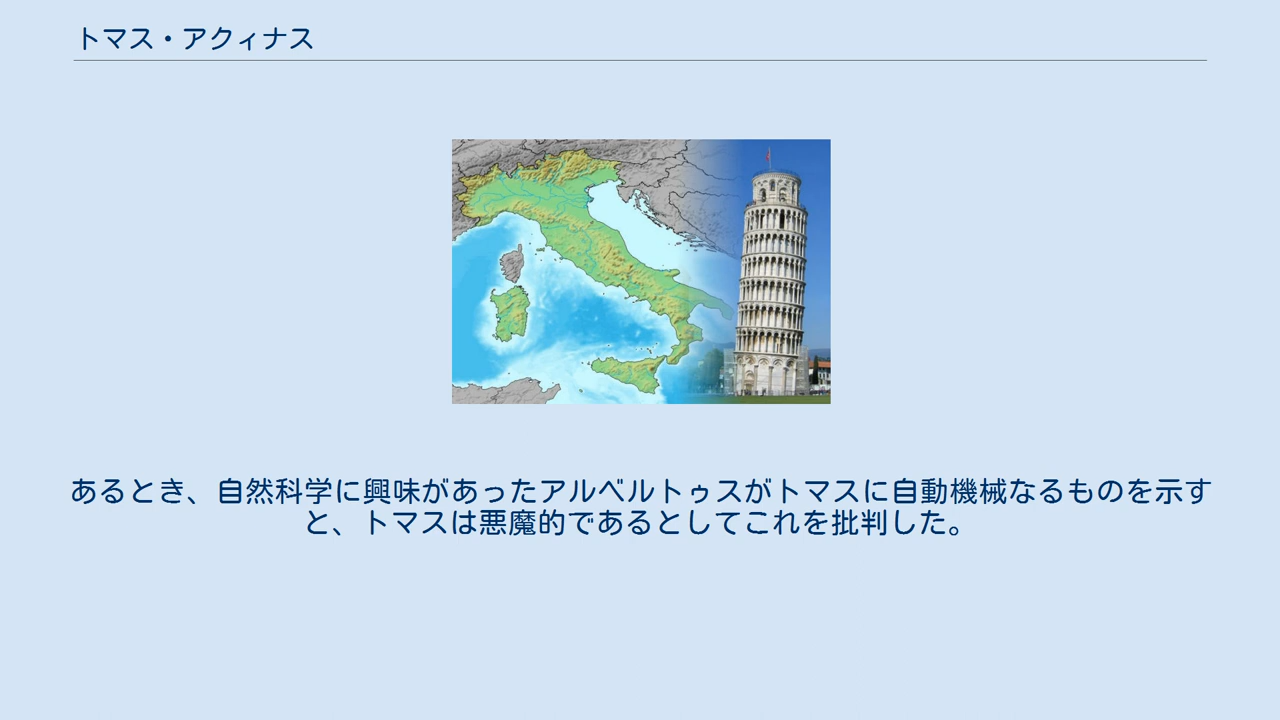 トマス・アクィナス
あるとき、自然科学に興味があったアルベルトゥスがトマスに自動機械なるものを示す
と、トマスは悪魔的であるとしてこれを批判した。